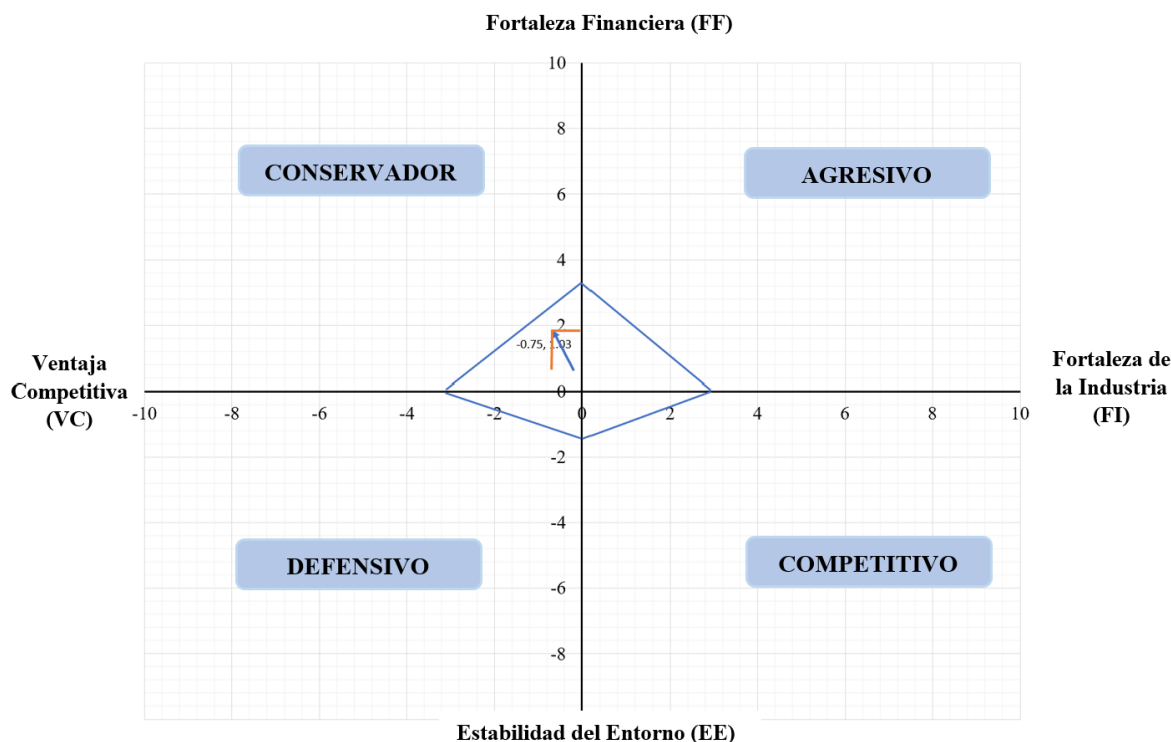 Fortaleza Financiera (FF)
10
8
CONSERVADOR
AGRESIVO
6
4
2
-0.75, 1.03
Ventaja
Competitiva
(VC)
Fortaleza de
la Industria
(FI)
0
-10 -8 -6 -4 -2 0 2 4 6 8 10
-2
-4
DEFENSIVO
COMPETITIVO
-6
-8
Estabilidad del Entorno (EE)